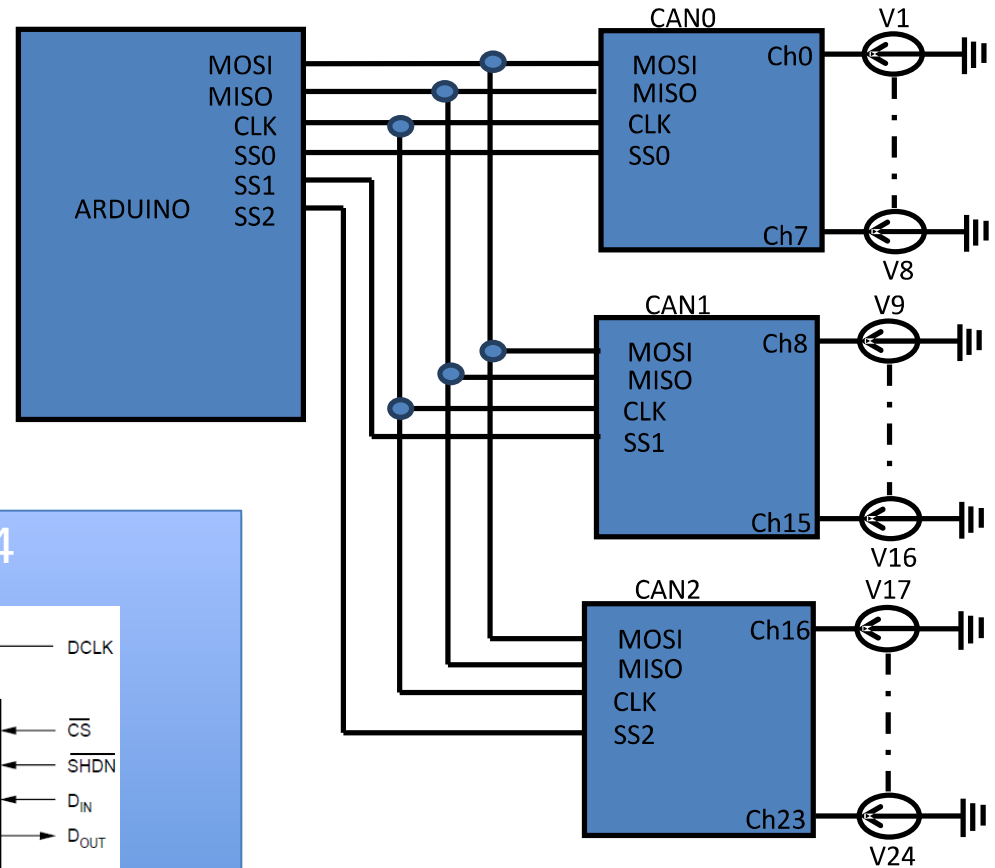 ARDUINO
MOSI
MISO
CLK
SS0
SS1
SS2
CAN0
MOSI
MISO
CLK
SS0
Ch0
Ch7
V1
V8
CAN1
MOSI
MISO
CLK
SS1
Ch8
Ch15
V9
V16
CAN2
MOSI
MISO
CLK
SS2
Ch16
Ch23
V17
V24
4
DCLK
CS
SHDN
DIN
DOUT